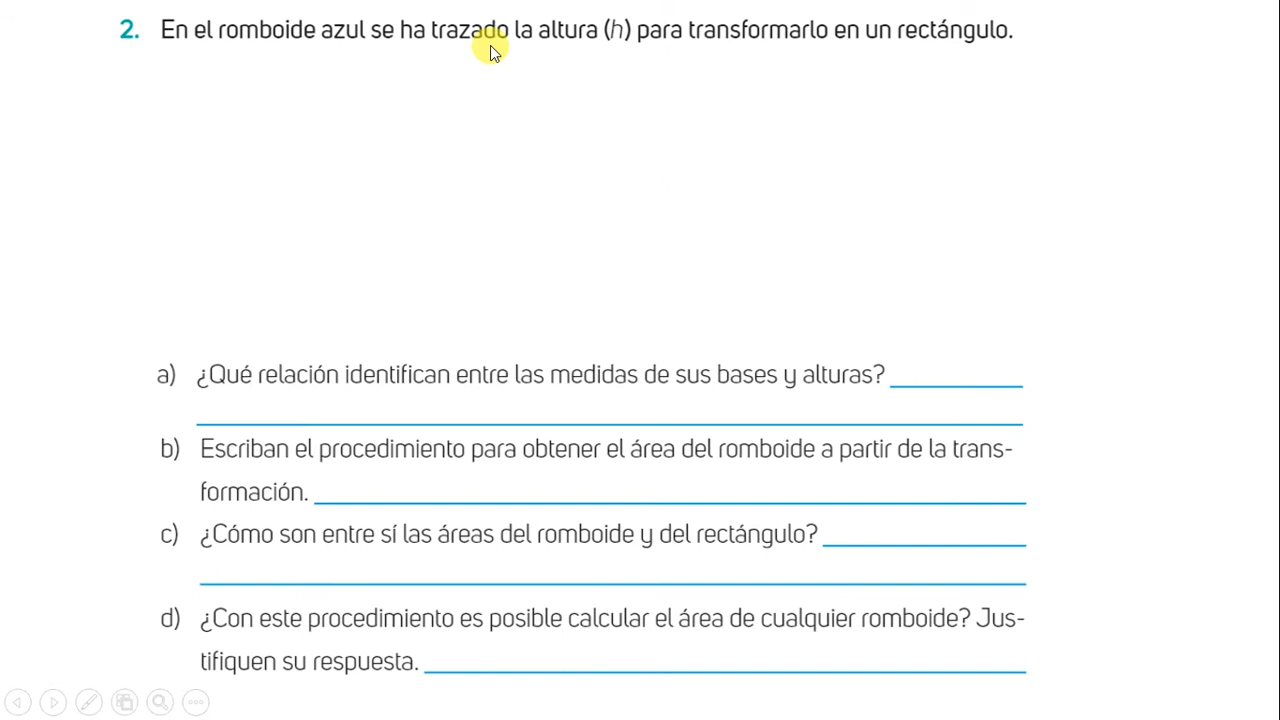 2. En el romboide azul se ha trazado la altura (h) para transformarlo en un rectángulo.
a) ¿Qué relación identifican entre las medidas de sus bases y alturas?
b) Escriban el procedimiento para obtener el área del romboide a partir de la trans-
formación.
c) ¿Cómo son entre sí las áreas del romboide y del rectángulo?
d) ¿Con este procedimiento es posible calcular el área de cualquier romboide? Jus-
tifiquen su respuesta.